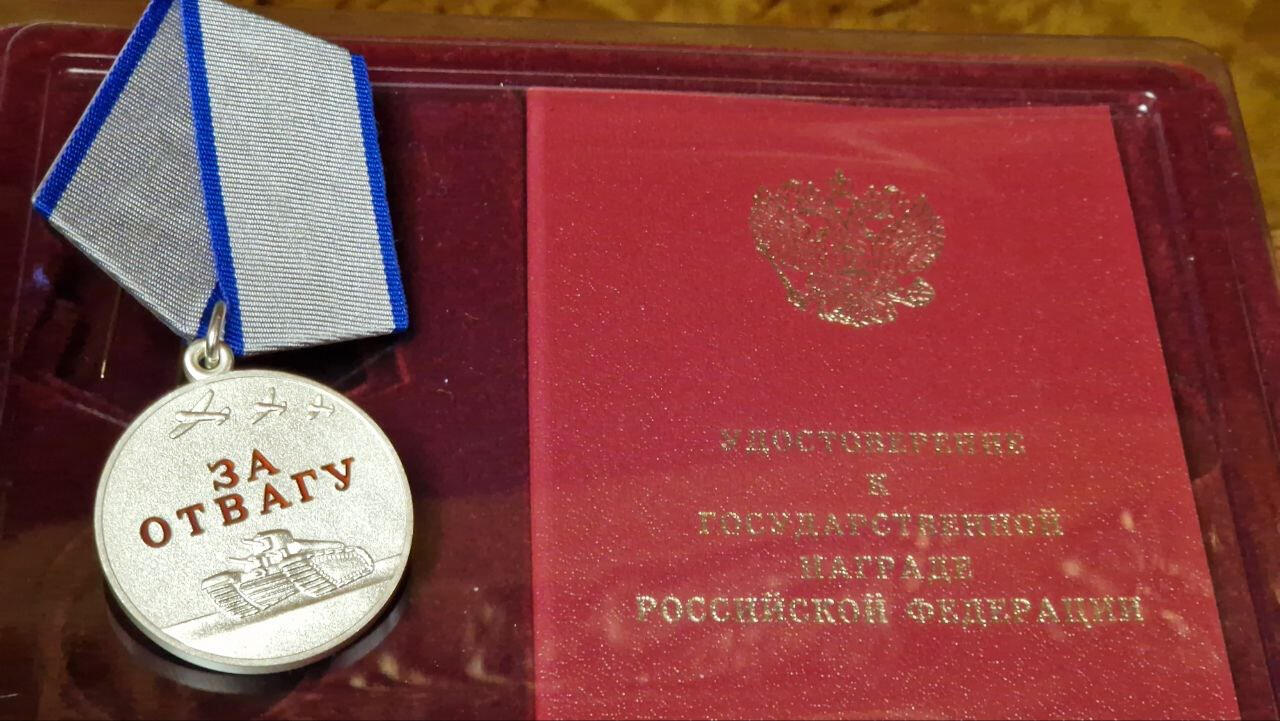 ЗА
ОТВАГУ
УДОСТОВЕРЕНИЕ
К
ГОСУДАРСТВЕННОЙ
НАГРАДЕ
РОССИЙСКОЙ ФЕДЕРАЦИИ